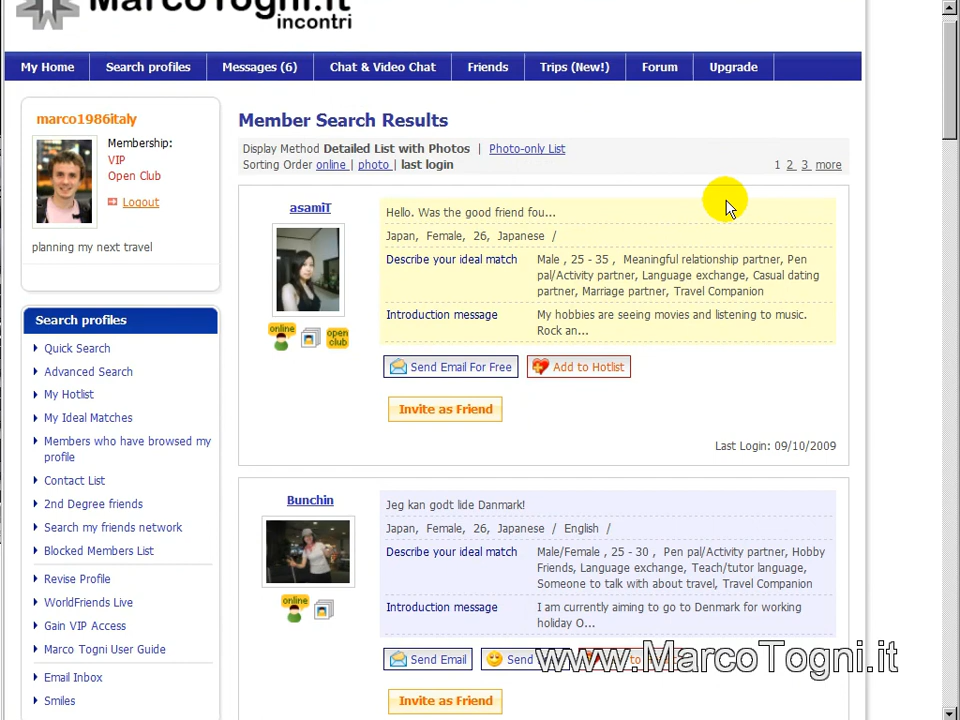 MarcoTogni.it
incontri
My Home
Search profiles
Messages (6)
Chat & Video Chat
Friends
Trips (New!)
Forum
Upgrade
marco1986italy
Membership:
VIP
Open Club
Logout
planning my next travel
Search profiles
Quick Search
Advanced Search
My Hotlist
My Ideal Matches
Members who have browsed my
profile
Contact List
2nd Degree friends
Search my friends network
Blocked Members List
Revise Profile
WorldFriends Live
Gain VIP Access
Marco Togni User Guide
Email Inbox
Smiles
Member Search Results
Display Method Detailed List with Photos | Photo-only List
Sorting Order online | photo | last login
1 2 3 more
asamiT
online
open club
Hello. Was the good friend fou...
Japan, Female, 26, Japanese /
Describe your ideal match
Male , 25 - 35 , Meaningful relationship partner, Pen
pal/Activity partner, Language exchange, Casual dating
partner, Marriage partner, Travel Companion
Introduction message
My hobbies are seeing movies and listening to music.
Rock an...
Send Email For Free
Add to Hotlist
Invite as Friend
Last Login: 09/10/2009
Bunchin
online
Jeg kan godt lide Danmark!
Japan, Female, 26, Japanese / English /
Describe your ideal match
Male/Female , 25 - 30 , Pen pal/Activity partner, Hobby
Friends, Language exchange, Teach/tutor language,
Someone to talk with about travel, Travel Companion
Introduction message
I am currently aiming to go to Denmark for working
holiday O...
Send Email
Send
Invite as Friend
www.MarcoTogni.it